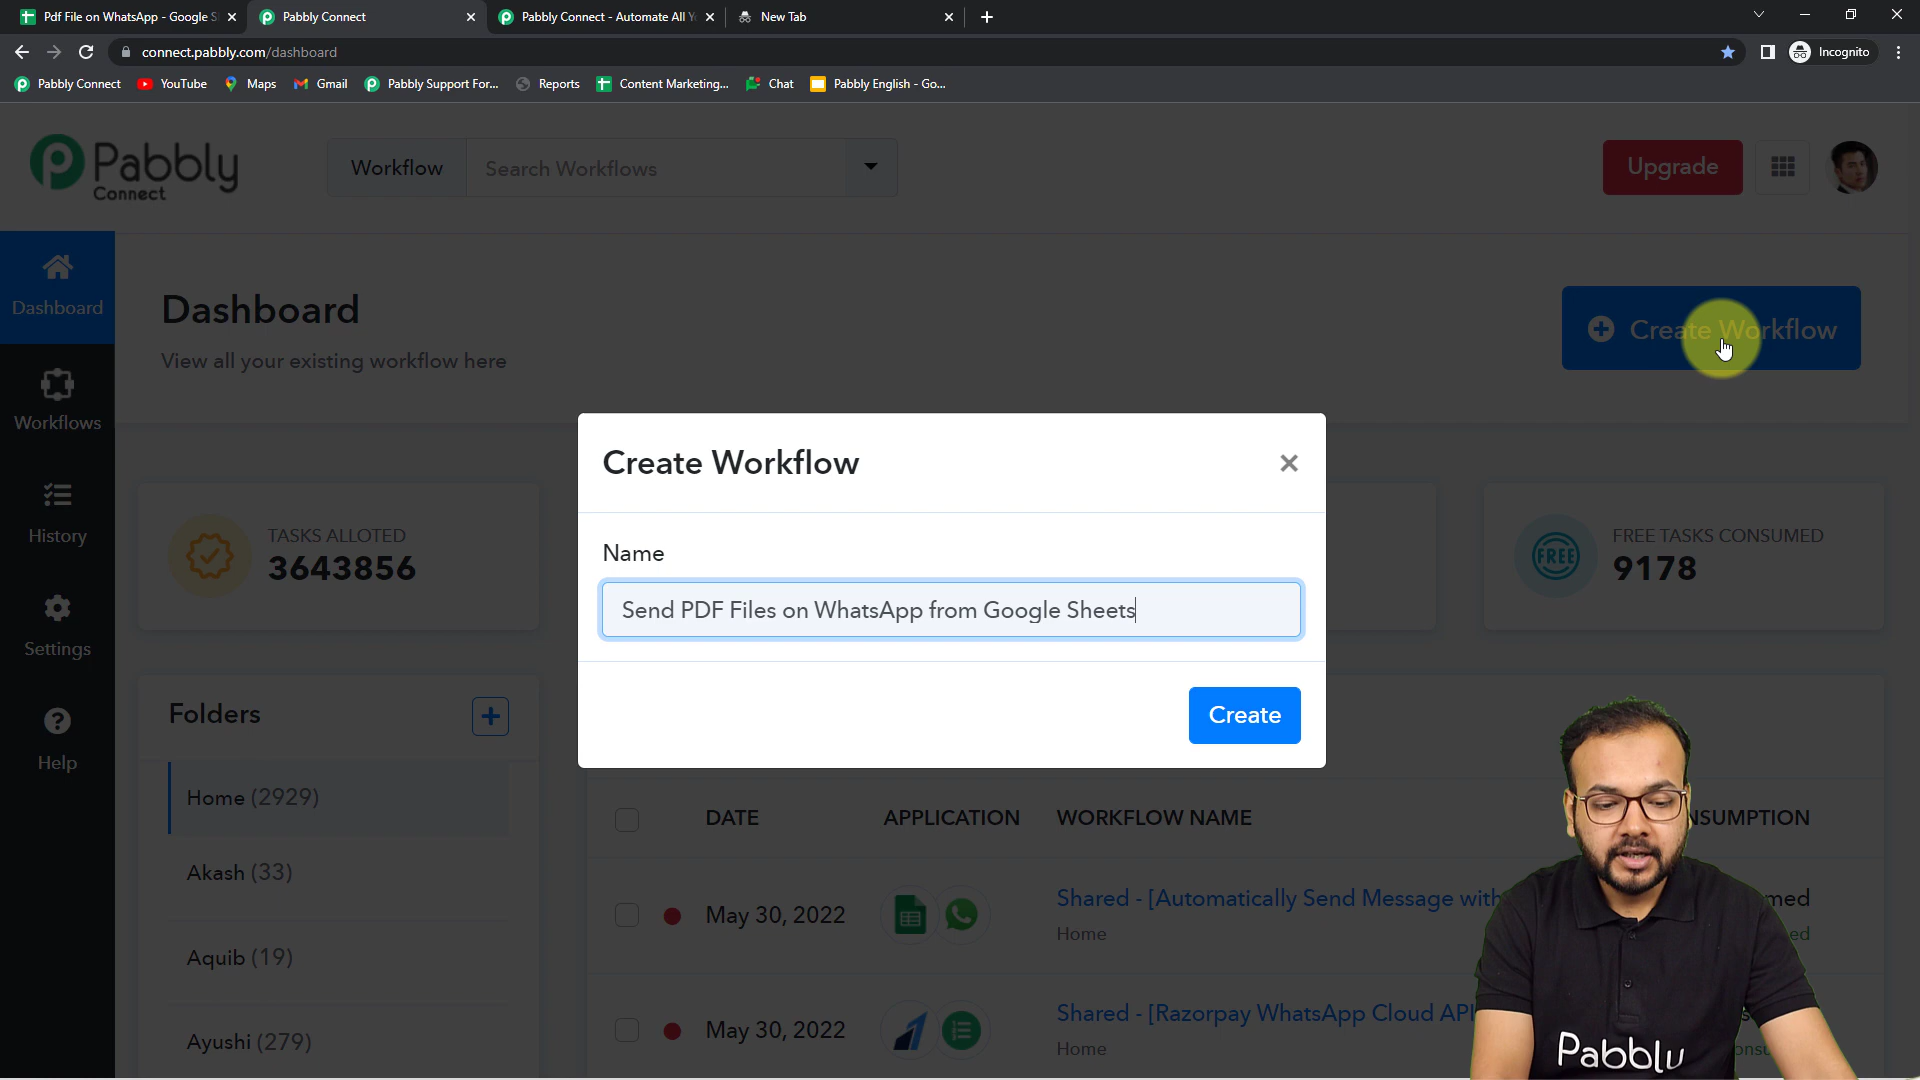 Pdf File on WhatsApp - Google S
Pabbly Connect
Pabbly Connect - Automate All Y
New Tab
connect.pabbly.com/dashboard
Incognito
Pabbly Connect
YouTube
Maps
Gmail
Pabbly Support For...
Reports
Content Marketing...
Chat
Pabbly English - Go...
Pabbly
Connect
Workflow
Search Workflows
Upgrade
Dashboard
Workflows
History
Settings
Help
Dashboard
View all your existing workflow here
Create Workflow
TASKS ALLOTED
3643856
FREE
FREE TASKS CONSUMED
9178
Create Workflow
Name
Send PDF Files on WhatsApp from Google Sheets
Create
Folders
Home (2929)
Akash (33)
Aquib (19)
Ayushi (279)
DATE
APPLICATION
WORKFLOW NAME
NSUMPTION
May 30, 2022
Shared - [Automatically Send Message with
Home
med
ed
May 30, 2022
Shared - [Razorpay WhatsApp Cloud API
Home
Pabbly